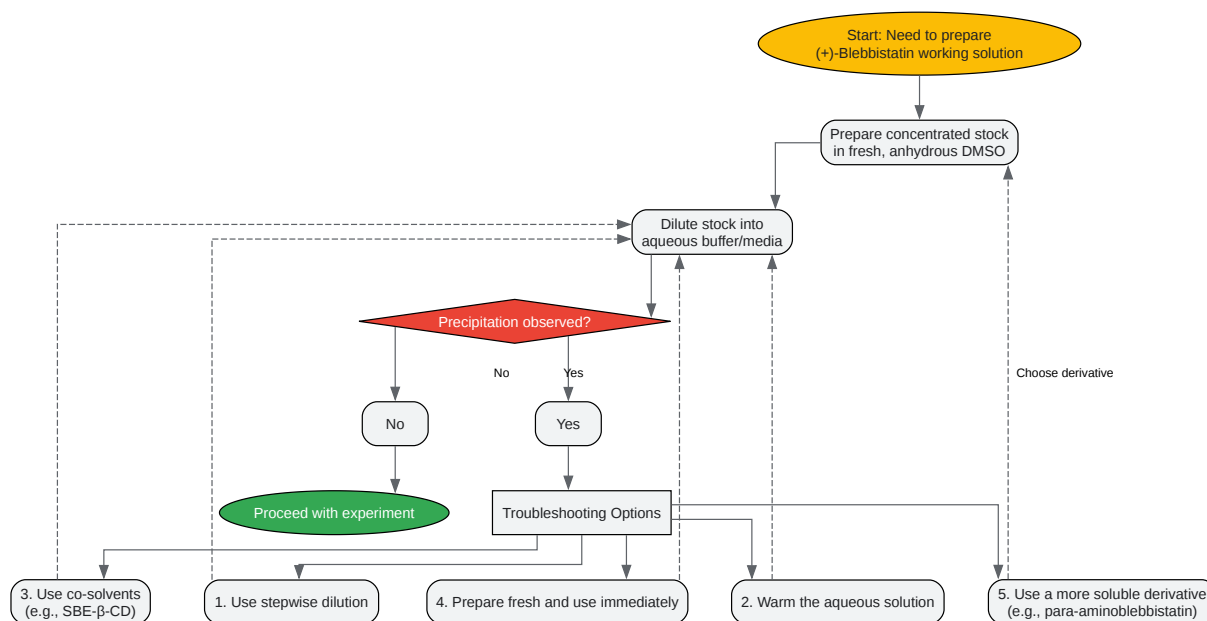 Start: Need to prepare
(+)-Blebbistatin working solution
Prepare concentrated stock
in fresh, anhydrous DMSO
Dilute stock into
aqueous buffer/media
Precipitation observed?
No
Yes
Choose derivative
No
Yes
Proceed with experiment
Troubleshooting Options
3. Use co-solvents
(e.g., SBE-β-CD)
1. Use stepwise dilution
4. Prepare fresh and use immediately
2. Warm the aqueous solution
5. Use a more soluble derivative
(e.g., para-aminoblebbistatin)